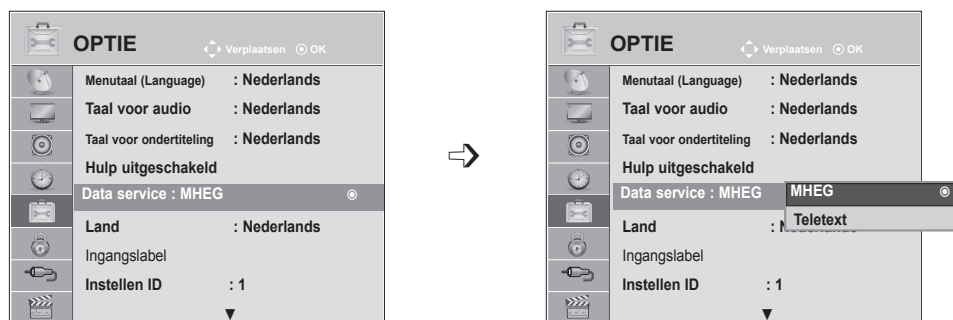 OPTIE Verplaatsen OK
Menutaal (Language) : Nederlands
Taal voor audio : Nederlands
Taal voor ondertiteling : Nederlands
Hulp uitgeschakeld
Data service : MHEG
Land : Nederlands
Ingangslabel
Instellen ID : 1
OPTIE Verplaatsen OK
Menutaal (Language) : Nederlands
Taal voor audio : Nederlands
Taal voor ondertiteling : Nederlands
Hulp uitgeschakeld
Data service : MHEG MHEG
Teletext
Land :
Ingangslabel
Instellen ID : 1